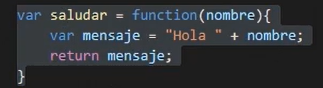 var saludar = function(nombre){
    var mensaje = "Hola " + nombre;
    return mensaje;
}